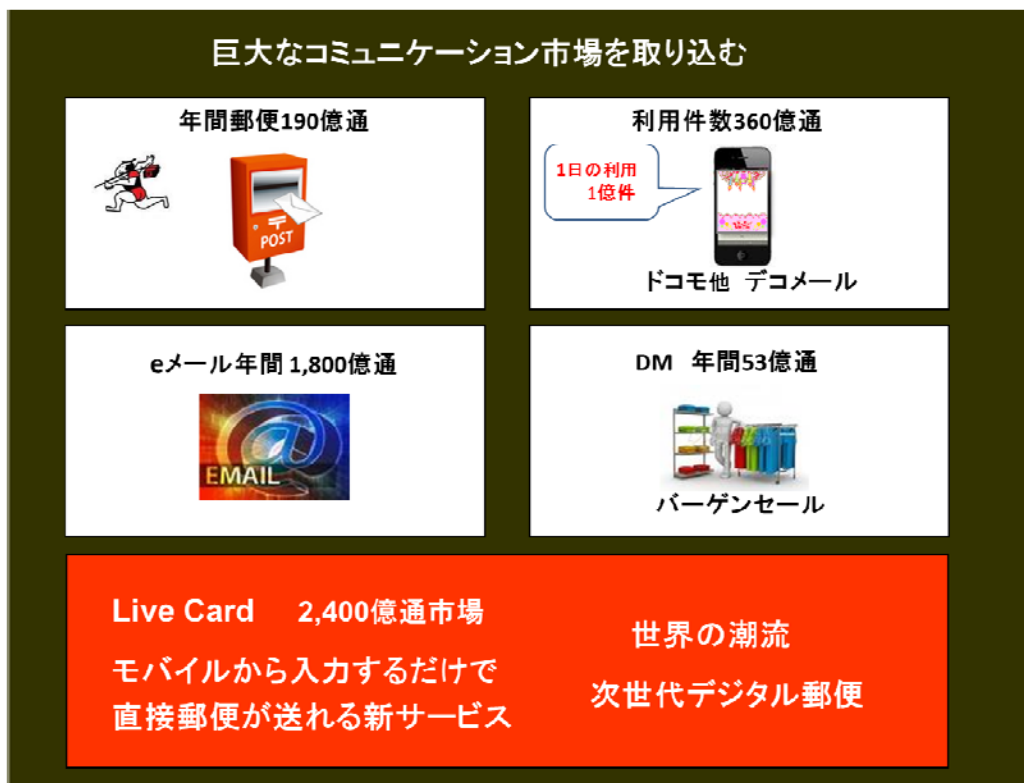 巨大なコミュニケーション市場を取り込む
年間郵便190億通
〒
POST
利用件数360億通
1日の利用
1億件
ドコモ他 デコメール
eメール年間 1,800億通
EMAIL
@
DM 年間53億通
バーゲンセール
Live Card 2,400億通市場
モバイルから入力するだけで
直接郵便が送れる新サービス
世界の潮流
次世代デジタル郵便